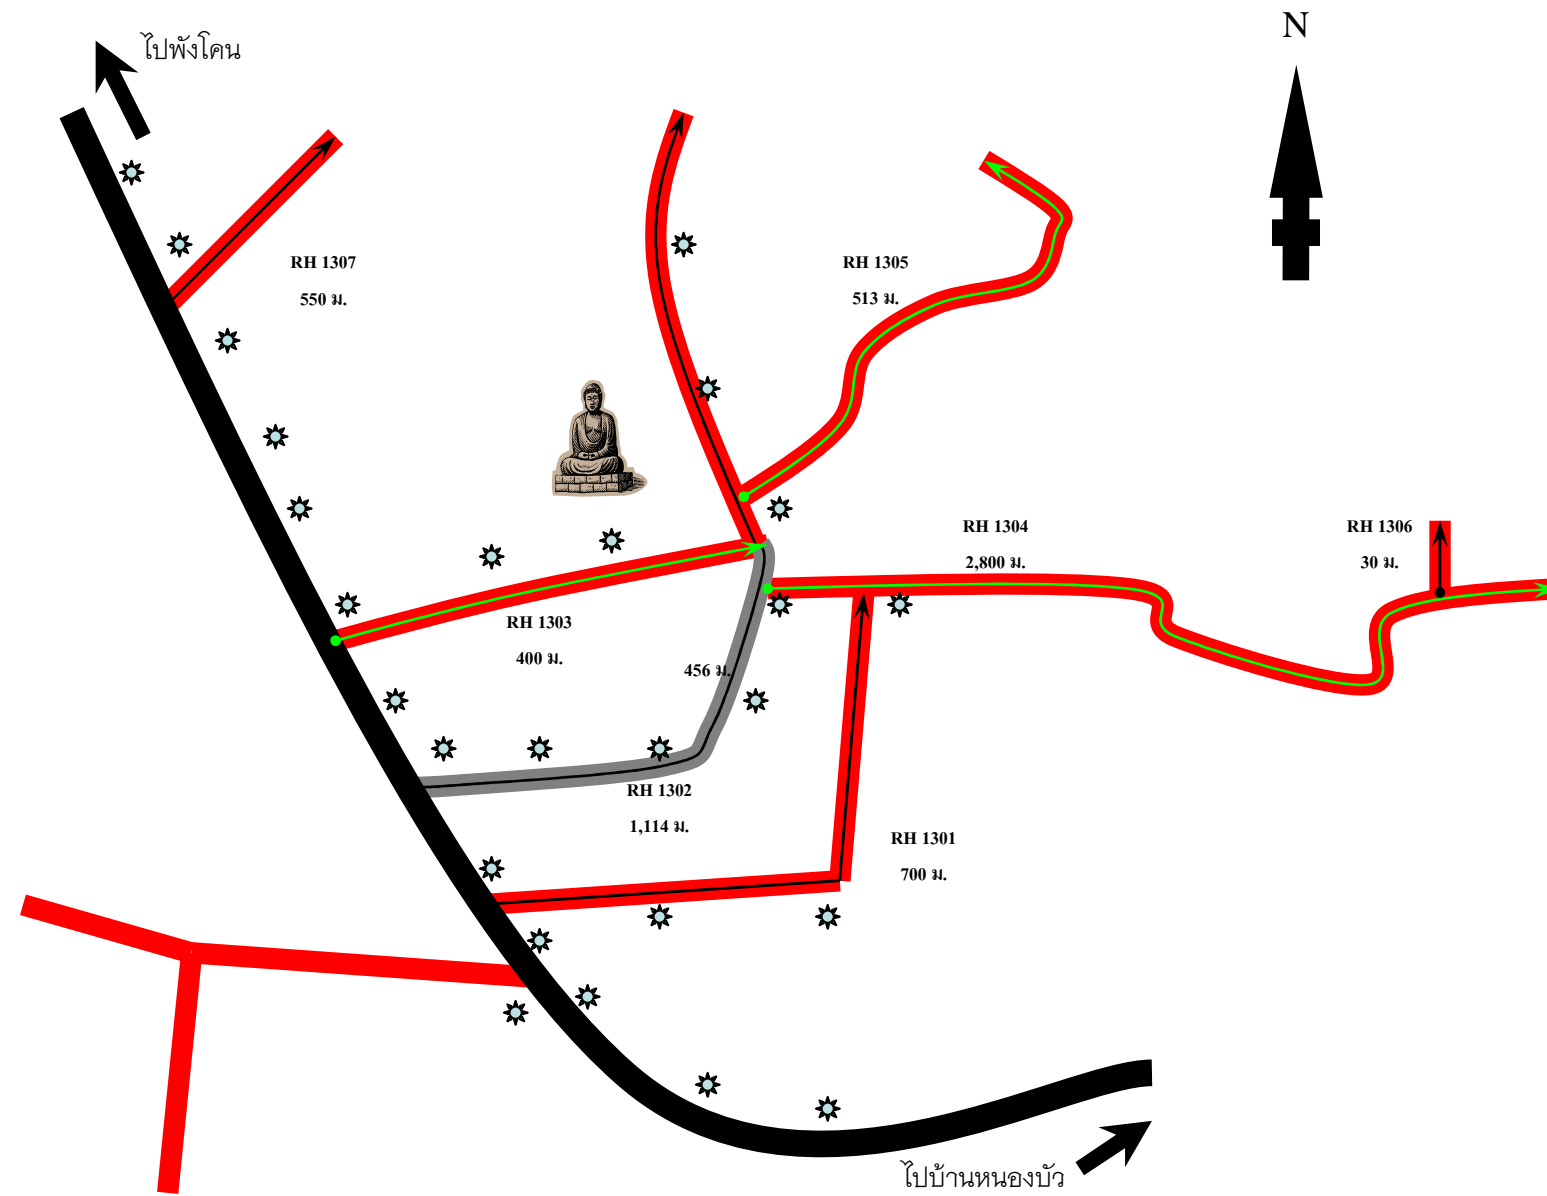 N
ไปพังโคน
RH 1307
550 ม.
RH 1305
513 ม.
RH 1304
2,800 ม.
RH 1306
30 ม.
RH 1303
400 ม.
456 ม.
RH 1302
1,114 ม.
RH 1301
700 ม.
ไปบ้านหนองบัว